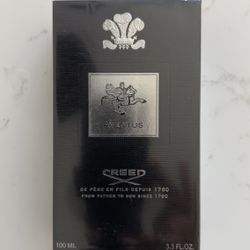 AVENTUS
CREED
DE PÈRE EN FILS DEPUIS 1760
FROM FATHER TO SON SINCE 1760
100 ML
3.3 FL.OZ